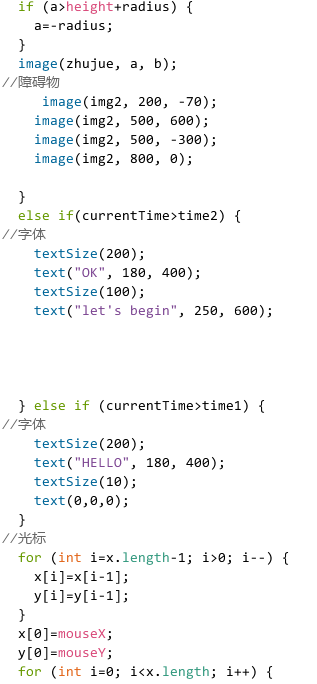 if (a>height+radius) {
a=-radius;
}
image(zhujue, a, b);
//障碍物
image(img2, 200, -70);
image(img2, 500, 600);
image(img2, 500, -300);
image(img2, 800, 0);
}
else if(currentTime>time2) {
//字体
textSize(200);
text("OK", 180, 400);
textSize(100);
text("let's begin", 250, 600);
} else if (currentTime>time1) {
//字体
textSize(200);
text("HELLO", 180, 400);
textSize(10);
text(0,0,0);
}
//光标
for (int i=x.length-1; i>0; i--) {
x[i]=x[i-1];
y[i]=y[i-1];
}
x[0]=mouseX;
y[0]=mouseY;
for (int i=0; i<x.length; i++) {